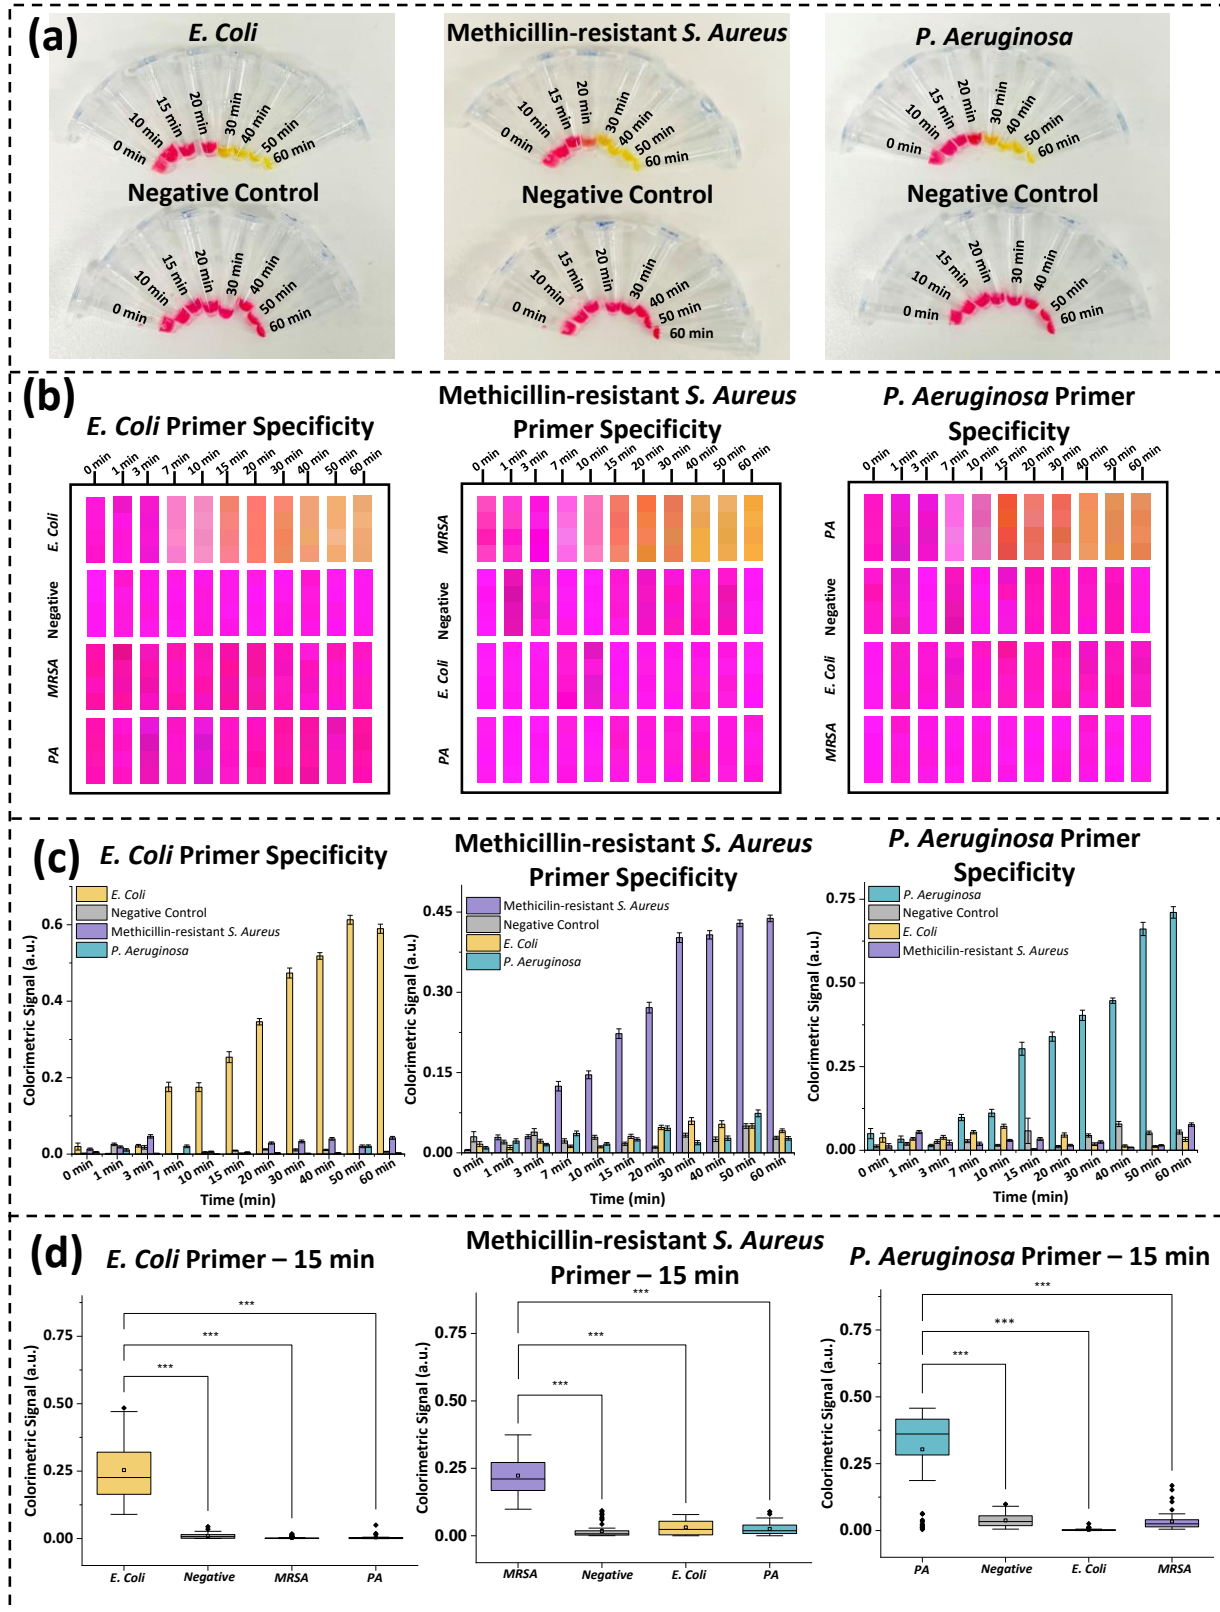 (a)
E. Coli
Methicillin-resistant S. Aureus
P. Aeruginosa
0 min
10 min
15 min
20 min
30 min
40 min
50 min
60 min
0 min
10 min
15 min
20 min
30 min
40 min
50 min
60 min
0 min
10 min
15 min
20 min
30 min
40 min
50 min
60 min
Negative Control
Negative Control
Negative Control
0 min
10 min
15 min
20 min
30 min
40 min
50 min
60 min
0 min
10 min
15 min
20 min
30 min
40 min
50 min
60 min
0 min
10 min
15 min
20 min
30 min
40 min
50 min
60 min
(b)
E. Coli Primer Specificity
0 min 1 min 3 min 7 min 10 min 15 min 20 min 30 min 40 min 50 min 60 min
E. Coli
Negative
MRSA
PA
Methicillin-resistant S. Aureus
Primer Specificity
0 min 1 min 3 min 7 min 10 min 15 min 20 min 30 min 40 min 50 min 60 min
MRSA
Negative
E. Coli
PA
P. Aeruginosa Primer
Specificity
0 min 1 min 3 min 7 min 10 min 15 min 20 min 30 min 40 min 50 min 60 min
PA
Negative
E. Coli
MRSA
(c)
E. Coli Primer Specificity
E. Coli
Negative Control
Methicillin-resistant S. Aureus
P. Aeruginosa
Colorimetric Signal (a.u.)
0.6
0.4
0.2
0.0
0 min 1 min 3 min 7 min 10 min 15 min 20 min 30 min 40 min 50 min 60 min
Time (min)
Methicillin-resistant S. Aureus
Primer Specificity
Methicilin-resistant S. Aureus
Negative Control
E. Coli
P. Aeruginosa
Colorimetric Signal (a.u.)
0.45
0.30
0.15
0.00
0 min 1 min 3 min 7 min 10 min 15 min 20 min 30 min 40 min 50 min 60 min
Time (min)
P. Aeruginosa Primer
Specificity
P. Aeruginosa
Negative Control
E. Coli
Methicilin-resistant S. Aureus
Colorimetric Signal (a.u.)
0.75
0.50
0.25
0.00
0 min 1 min 3 min 7 min 10 min 15 min 20 min 30 min 40 min 50 min 60 min
Time (min)
(d)
E. Coli Primer – 15 min
Colorimetric Signal (a.u.)
0.75
0.50
0.25
0.00
***
***
***
E. Coli Negative MRSA PA
Methicillin-resistant S. Aureus
Primer – 15 min
Colorimetric Signal (a.u.)
0.75
0.50
0.25
0.00
***
***
***
MRSA Negative E. Coli PA
P. Aeruginosa Primer – 15 min
Colorimetric Signal (a.u.)
0.75
0.50
0.25
0.00
***
***
***
PA Negative E. Coli MRSA